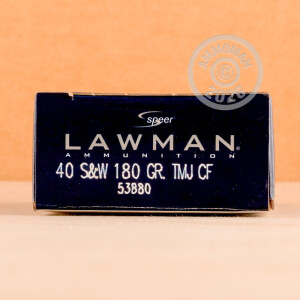 speer
LAWMAN®
AMMUNITION
40 S&W 180 GR. TMJ CF
53880